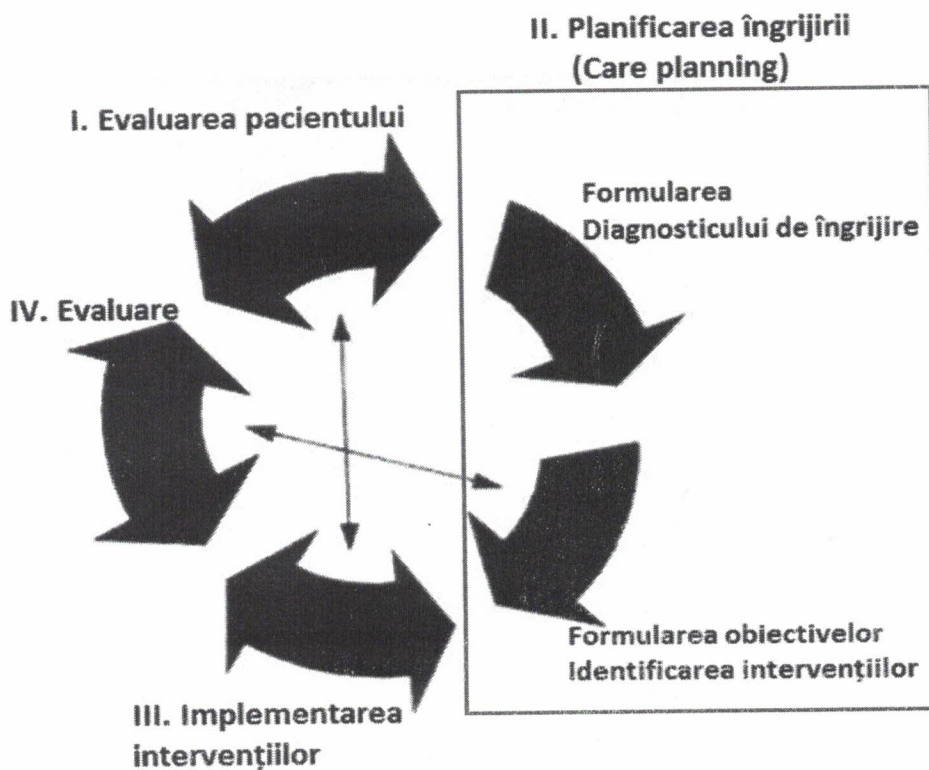 II. Planificarea îngrijirii
(Care planning)
I. Evaluarea pacientului
Formularea
Diagnosticului de îngrijire
IV. Evaluare
Formularea obiectivelor
Identificarea intervențiilor
III. Implementarea
intervențiilor